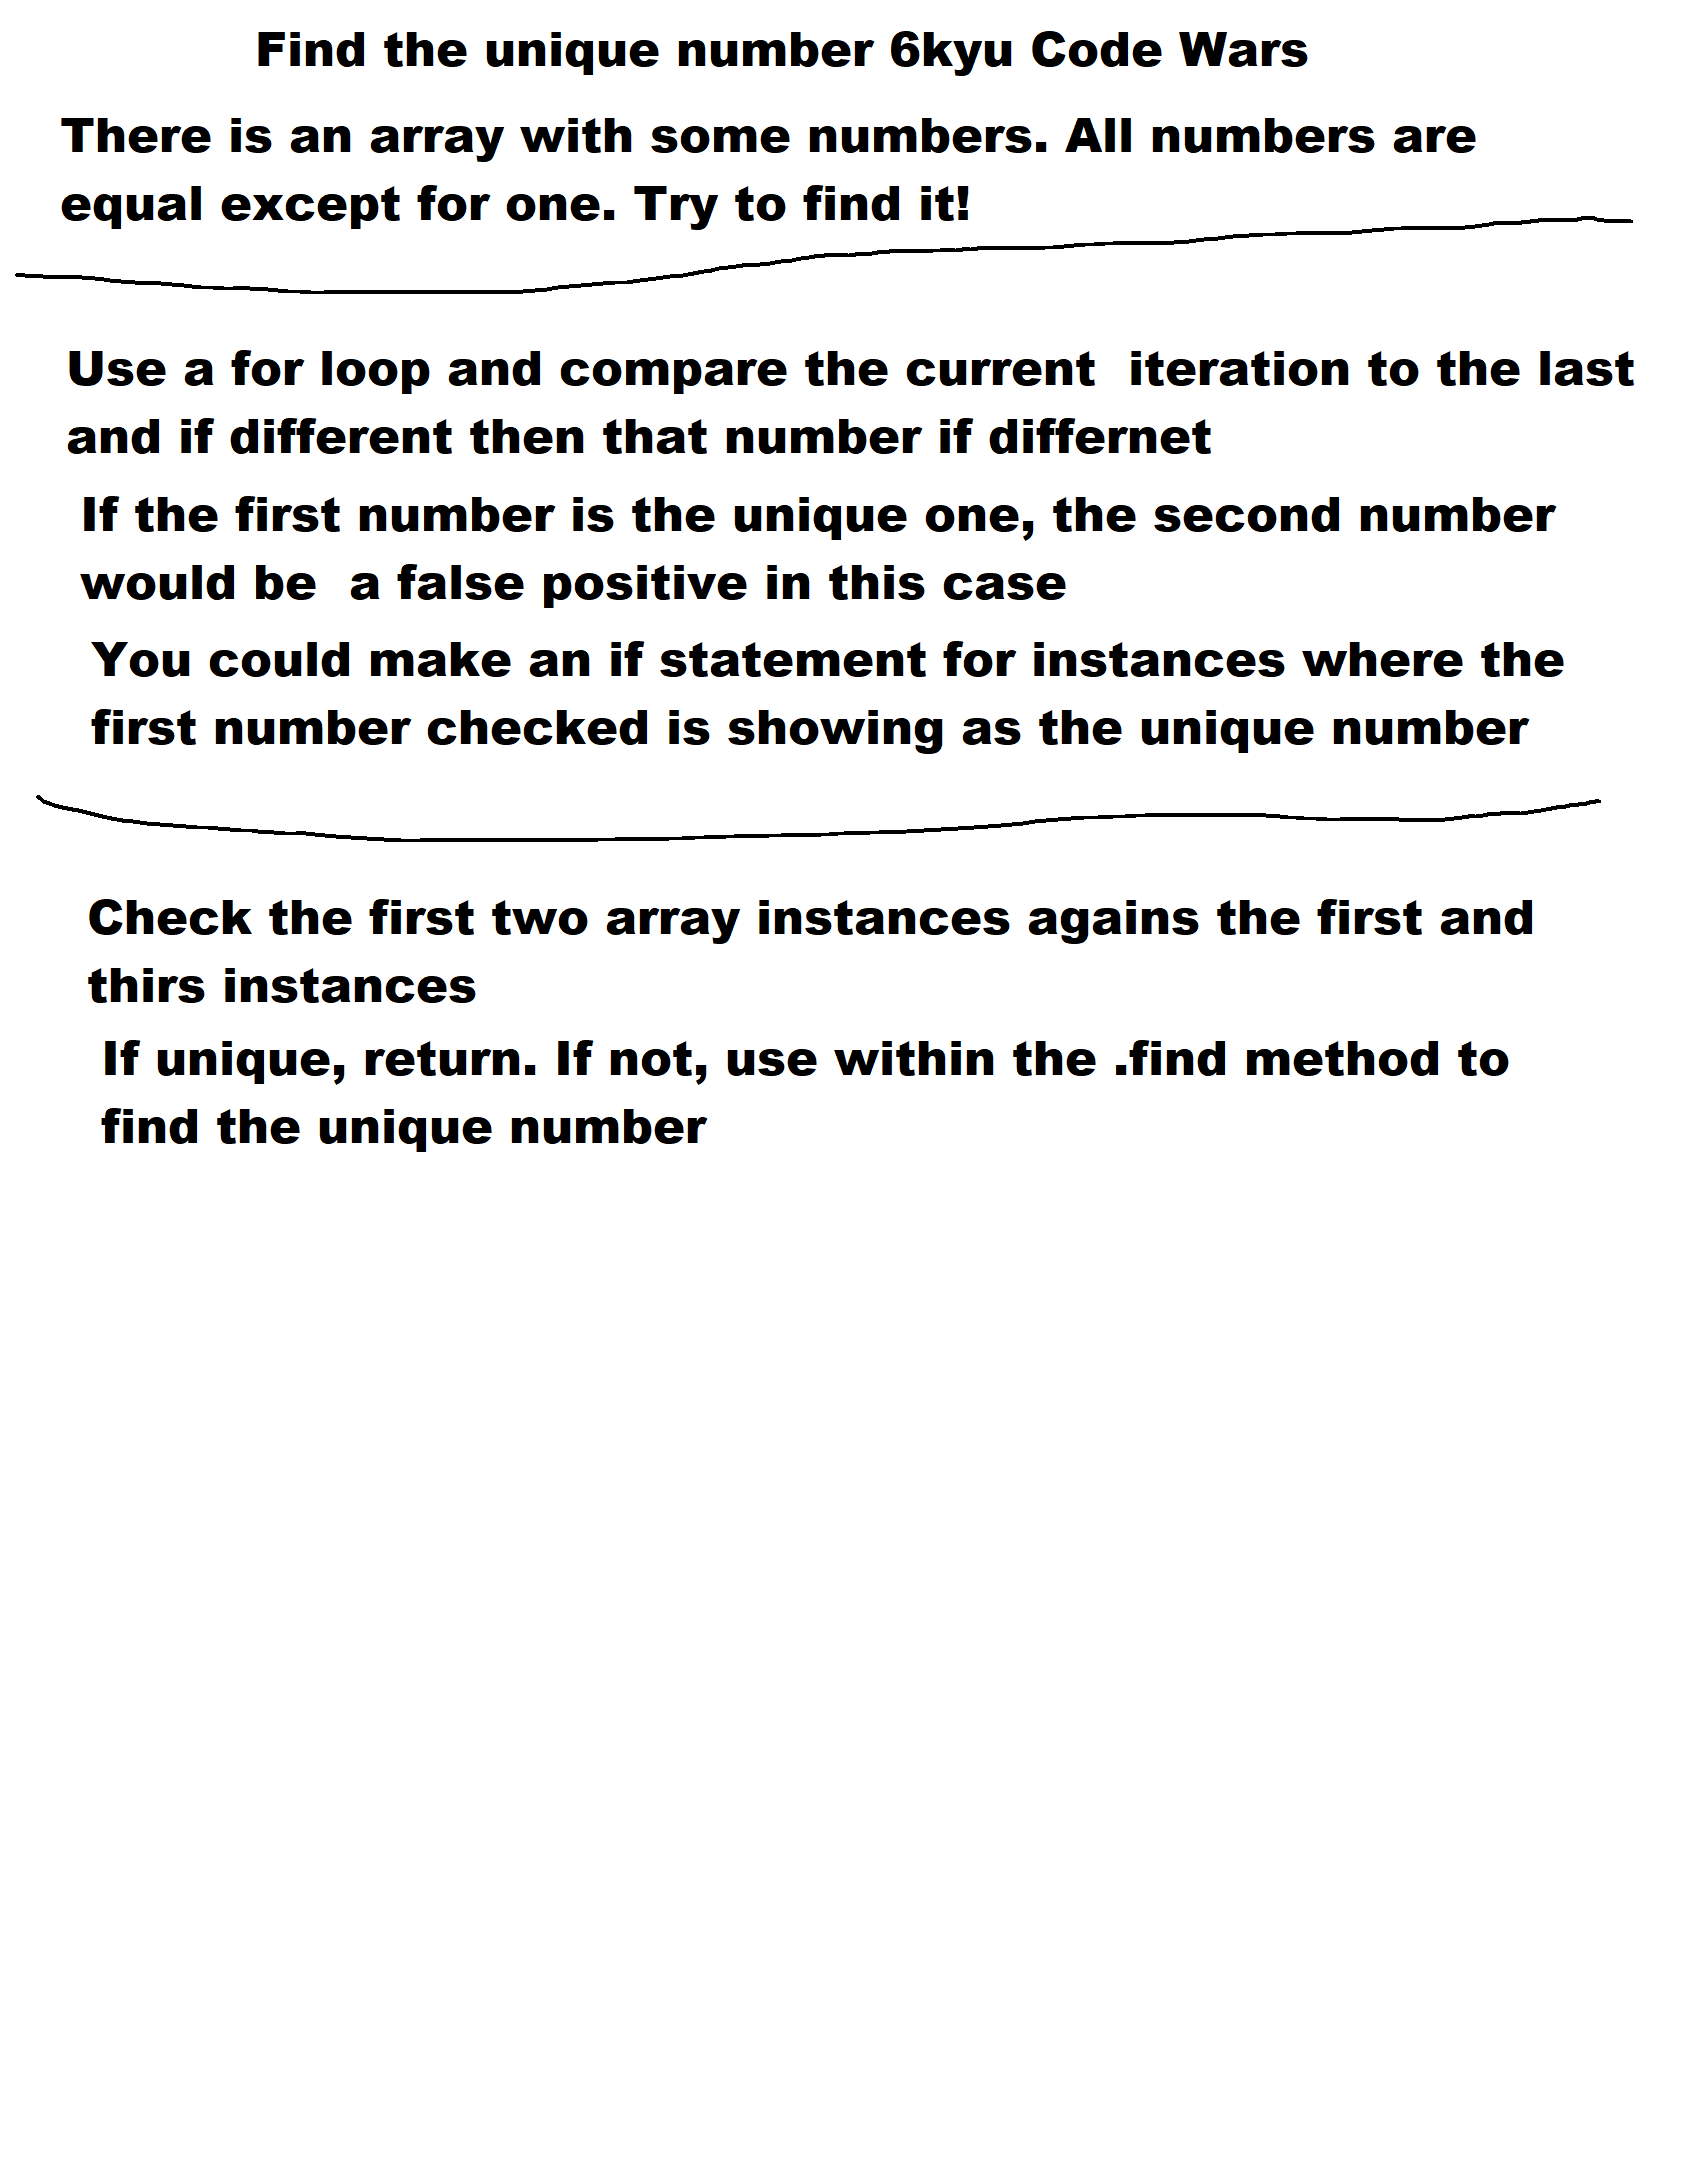 Find the unique number 6kyu Code Wars
There is an array with some numbers. All numbers are
equal except for one. Try to find it!
Use a for loop and compare the current  iteration to the last
and if different then that number if differnet
If the first number is the unique one, the second number
would be  a false positive in this case
You could make an if statement for instances where the
first number checked is showing as the unique number
Check the first two array instances agains the first and
thirs instances
If unique, return. If not, use within the .find method to
find the unique number